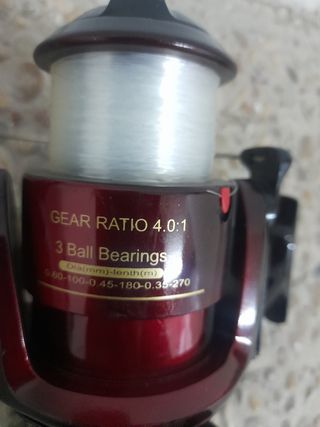 GEAR RATIO 4.0:1
3 Ball Bearings
Dia(mm)-lenth(m)
0.60-100-0.45-180-0.35-270